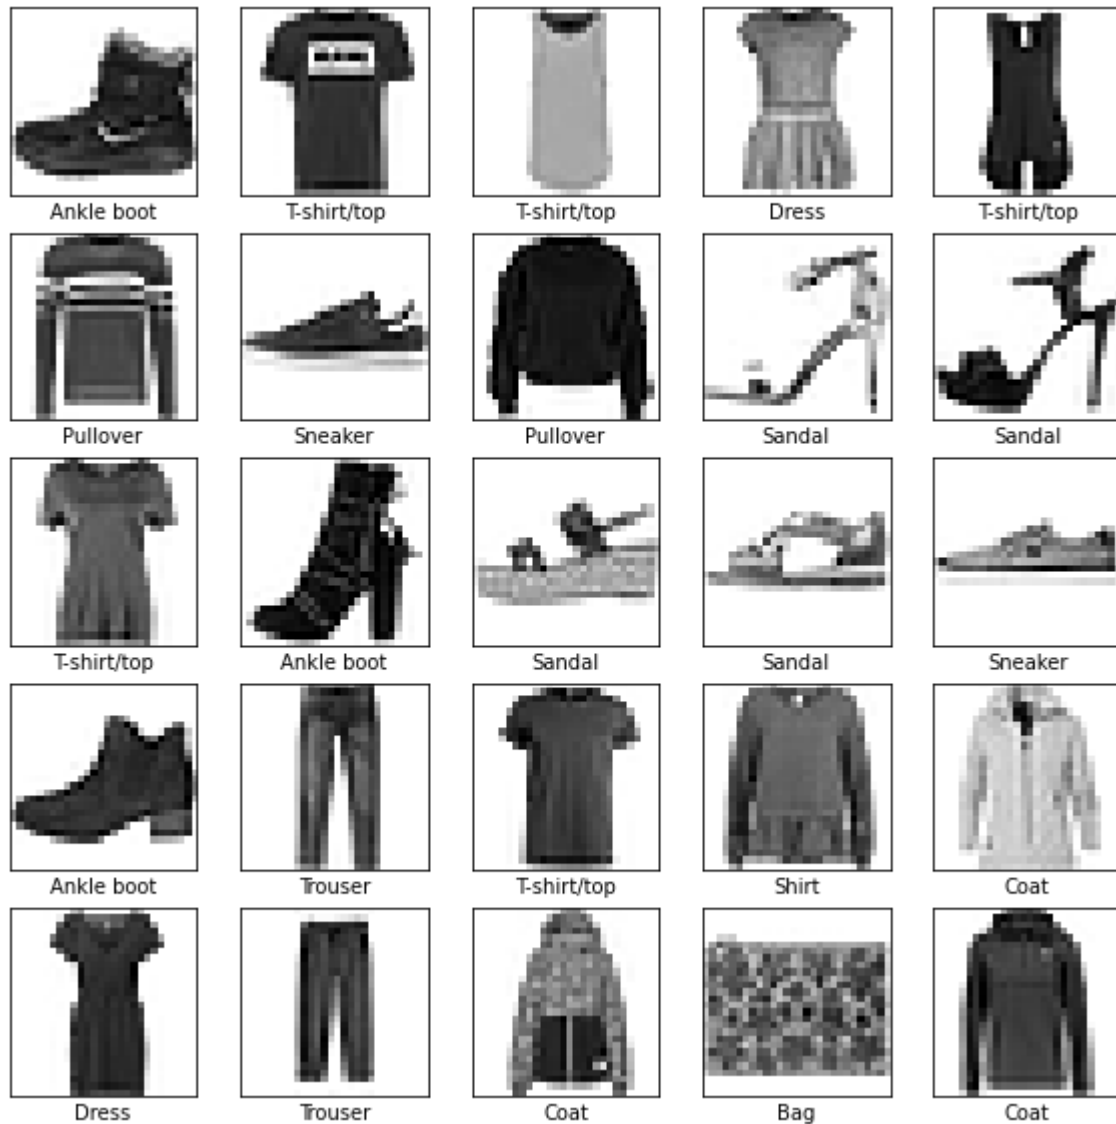 Ankle boot
T-shirt/top
T-shirt/top
Dress
T-shirt/top
Pullover
Sneaker
Pullover
Sandal
Sandal
T-shirt/top
Ankle boot
Sandal
Sandal
Sneaker
Ankle boot
Trouser
T-shirt/top
Shirt
Coat
Dress
Trouser
Coat
Bag
Coat